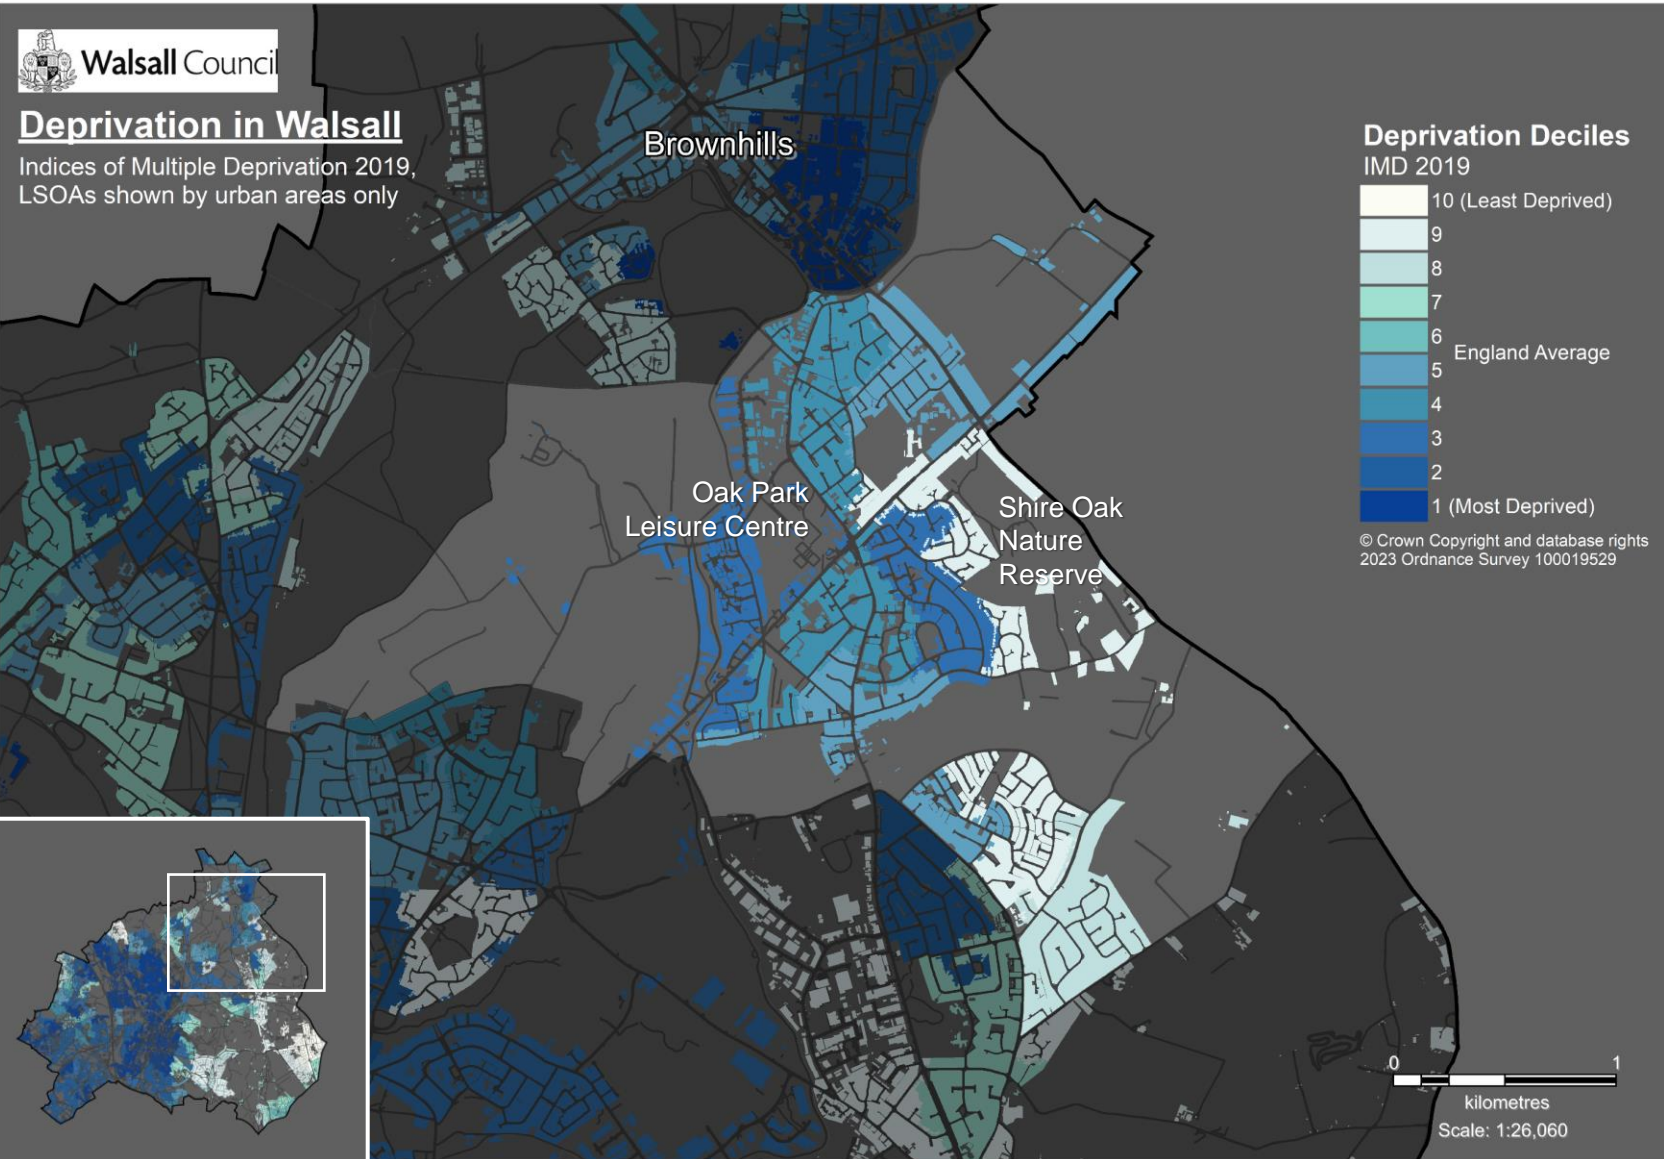 Walsall Council
Deprivation in Walsall
Indices of Multiple Deprivation 2019,
LSOAs shown by urban areas only
Brownhills
Oak Park
Leisure Centre
Shire Oak
Nature
Reserve
Deprivation Deciles
IMD 2019
10 (Least Deprived)
9
8
7
6
England Average
5
4
3
2
1 (Most Deprived)
© Crown Copyright and database rights
2023 Ordnance Survey 100019529
0 1
kilometres
Scale: 1:26,060